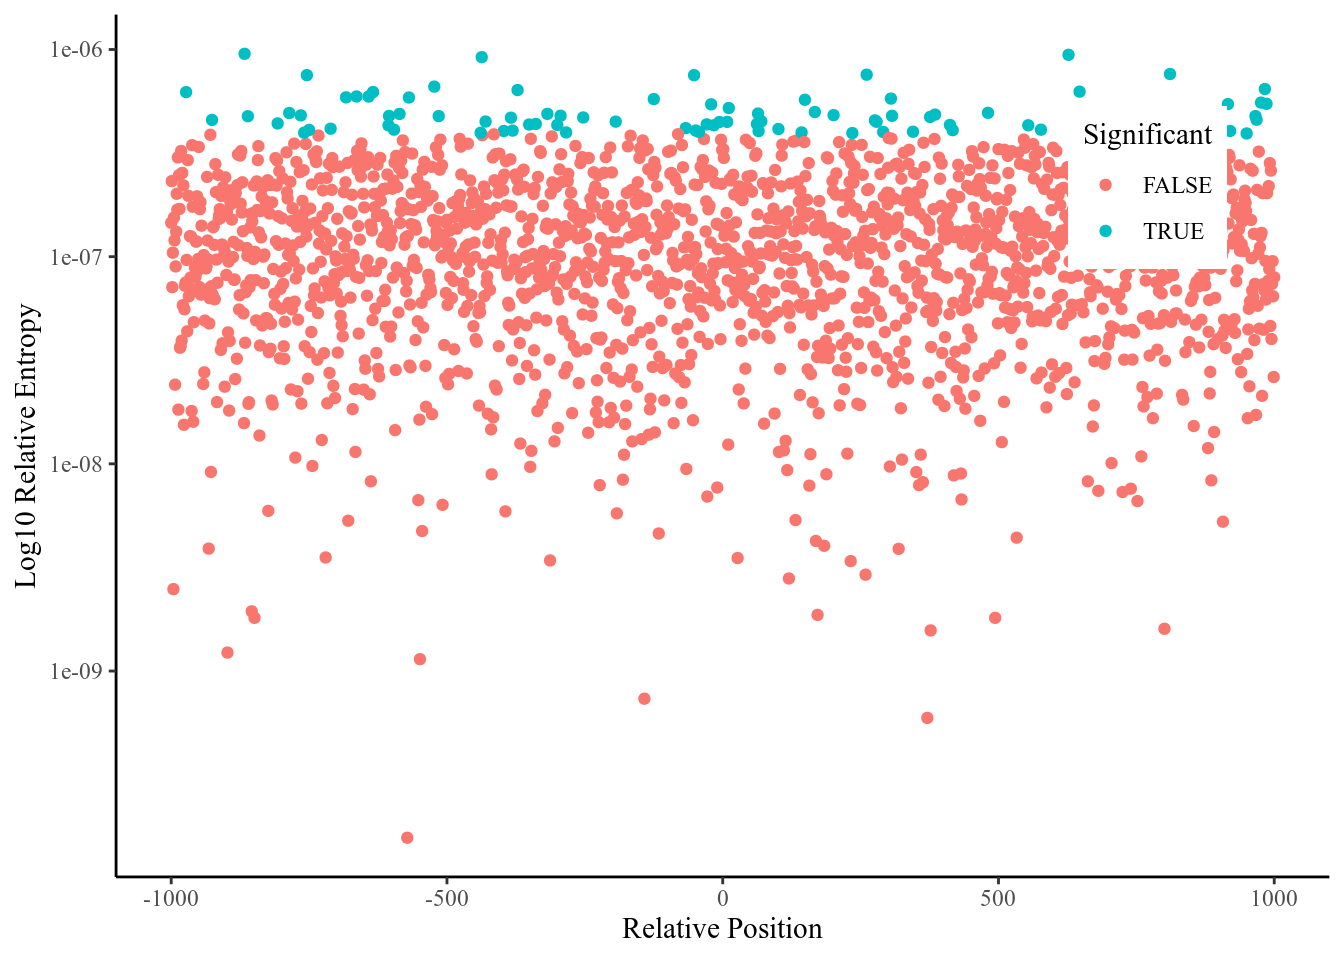 1e-06
1e-07
1e-08
1e-09
Log10 Relative Entropy
Significant
FALSE
TRUE
-1000
-500
0
500
1000
Relative Position